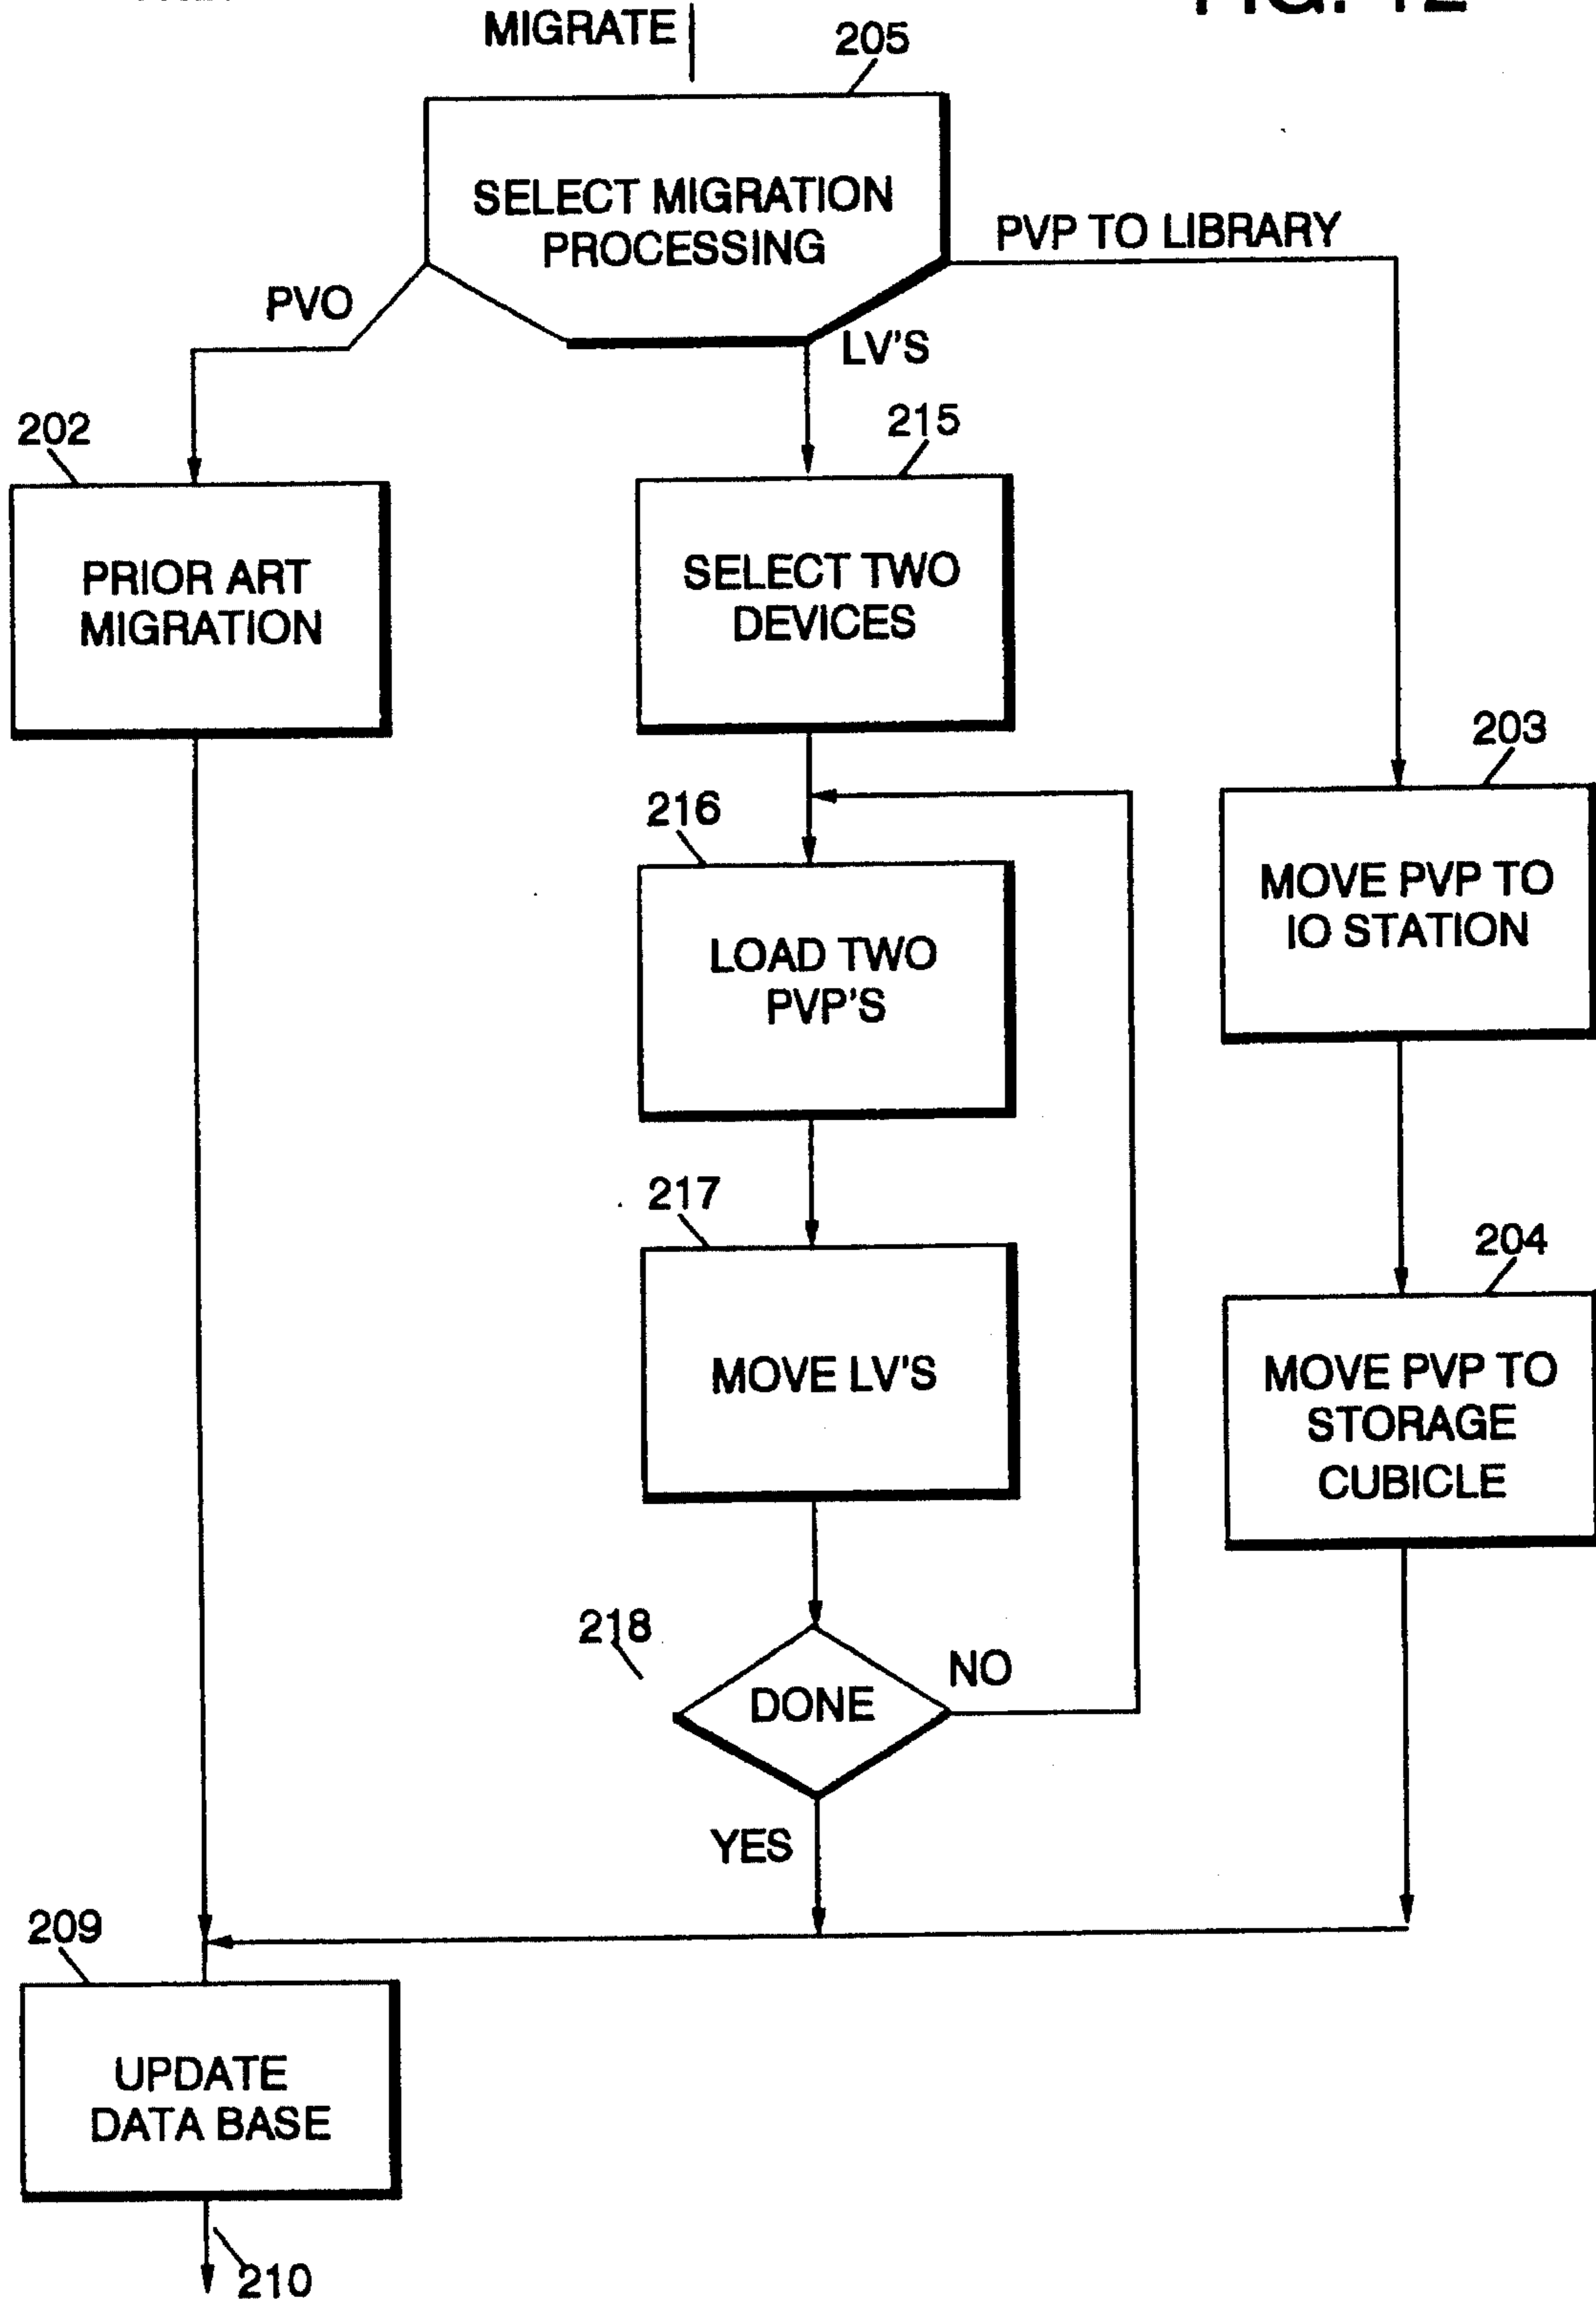 FIG. 12
MIGRATE
205
SELECT MIGRATION
PROCESSING
PVP TO LIBRARY
PVO
LV'S
202
215
PRIOR ART
MIGRATION
SELECT TWO
DEVICES
203
216
MOVE PVP TO
IO STATION
LOAD TWO
PVP'S
217
204
MOVE LV'S
MOVE PVP TO
STORAGE
CUBICLE
218
NO
DONE
YES
209
UPDATE
DATA BASE
210